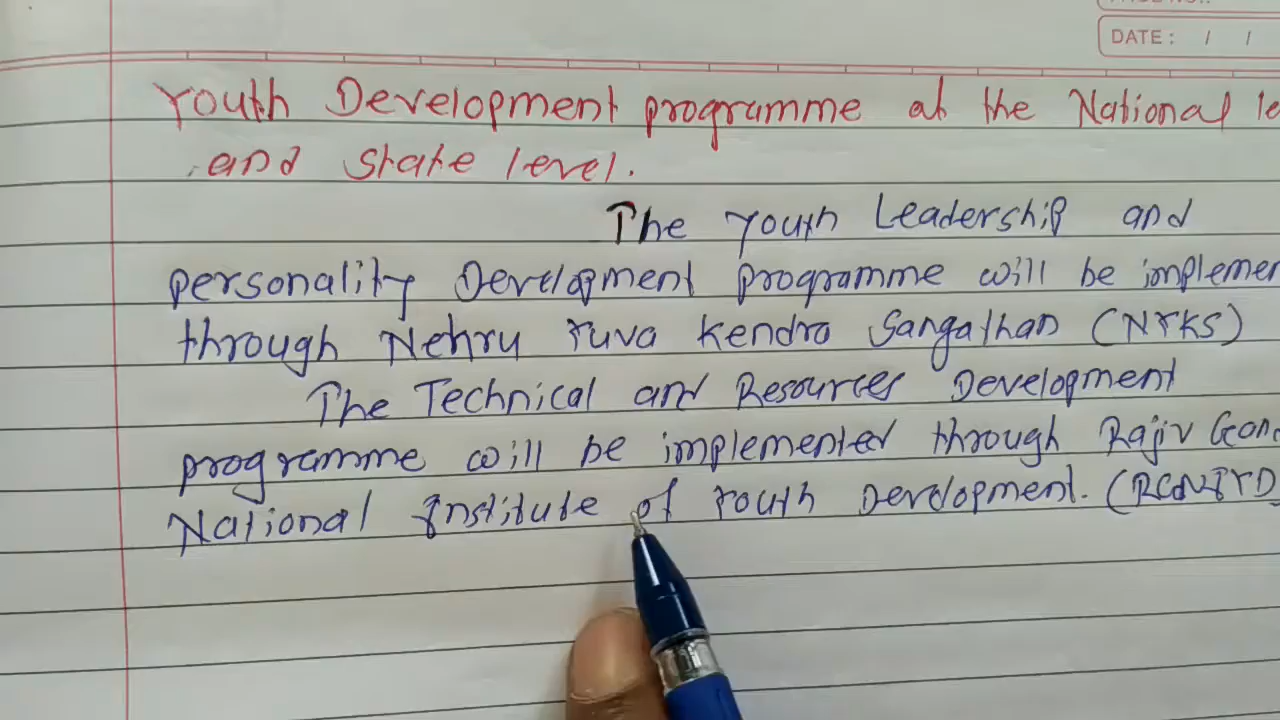 DATE : / /
Youth Development programme at the National le
and state level.
The Youth Leadership and
personality Development programme will be implemen
through Nehru Yuva Kendra Sangathan (NYKS)
The Technical and Resources Development
programme will be implemented through Rajiv Gan
National Institute of Youth Development. (RGNIYD